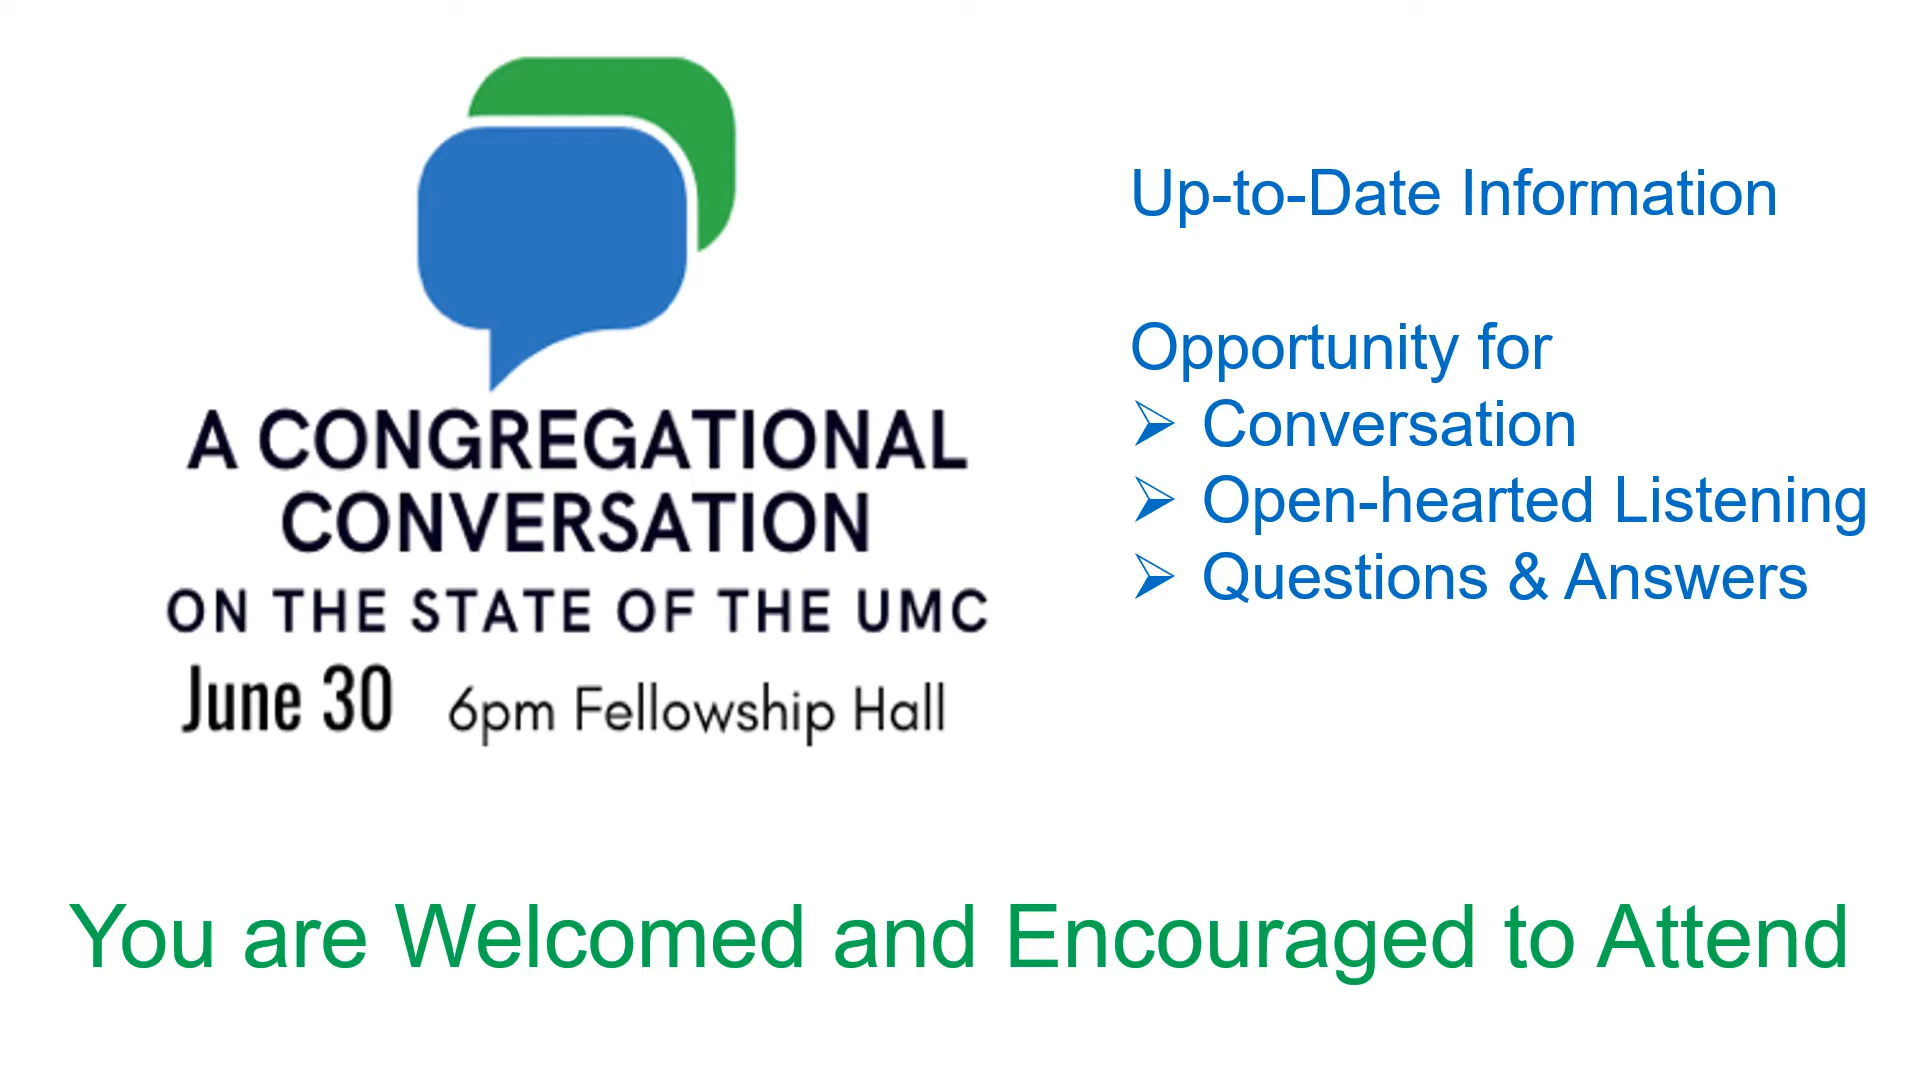 A CONGREGATIONAL
CONVERSATION
ON THE STATE OF THE UMC
June 30 6pm Fellowship Hall
Up-to-Date Information
Opportunity for
➢ Conversation
➢ Open-hearted Listening
➢ Questions & Answers
You are Welcomed and Encouraged to Attend